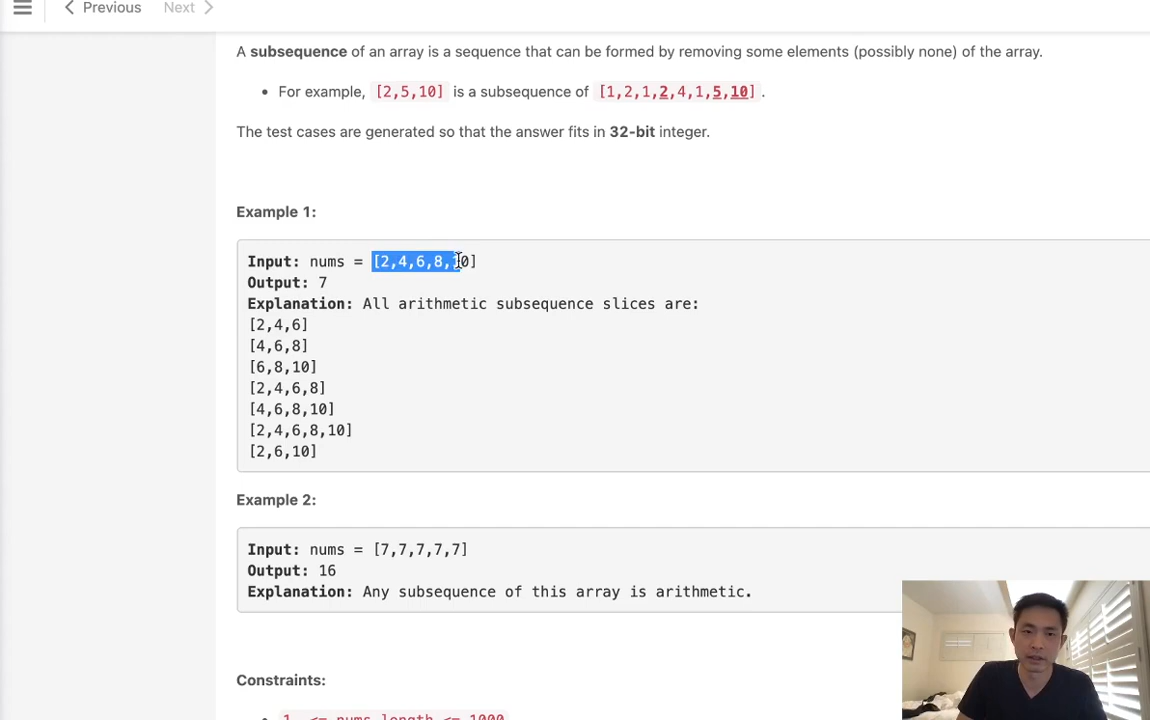 Previous Next
A subsequence of an array is a sequence that can be formed by removing some elements (possibly none) of the array.
• For example, [2,5,10] is a subsequence of [1,2,1,2,4,1,5,10].
The test cases are generated so that the answer fits in 32-bit integer.
Example 1:
Input: nums = [2,4,6,8,10]
Output: 7
Explanation: All arithmetic subsequence slices are:
[2,4,6]
[4,6,8]
[6,8,10]
[2,4,6,8]
[4,6,8,10]
[2,4,6,8,10]
[2,6,10]
Example 2:
Input: nums = [7,7,7,7,7]
Output: 16
Explanation: Any subsequence of this array is arithmetic.
Constraints:
• 1 <= nums.length <= 1000